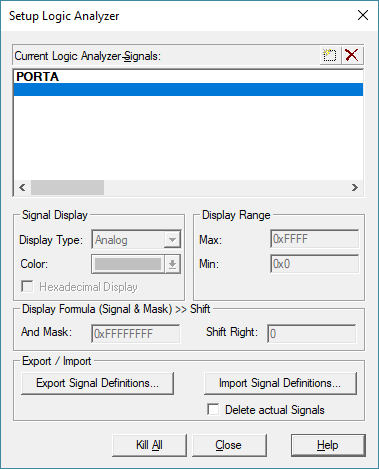 Setup Logic Analyzer
Current Logic Analyzer Signals:
PORTA
Signal Display
Display Range
Display Type: Analog
Max: 0xFFFF
Color:
Min: 0x0
Hexadecimal Display
Display Formula (Signal & Mask) >> Shift
And Mask: 0xFFFFFFFF
Shift Right: 0
Export / Import
Export Signal Definitions...
Import Signal Definitions...
Delete actual Signals
Kill All
Close
Help